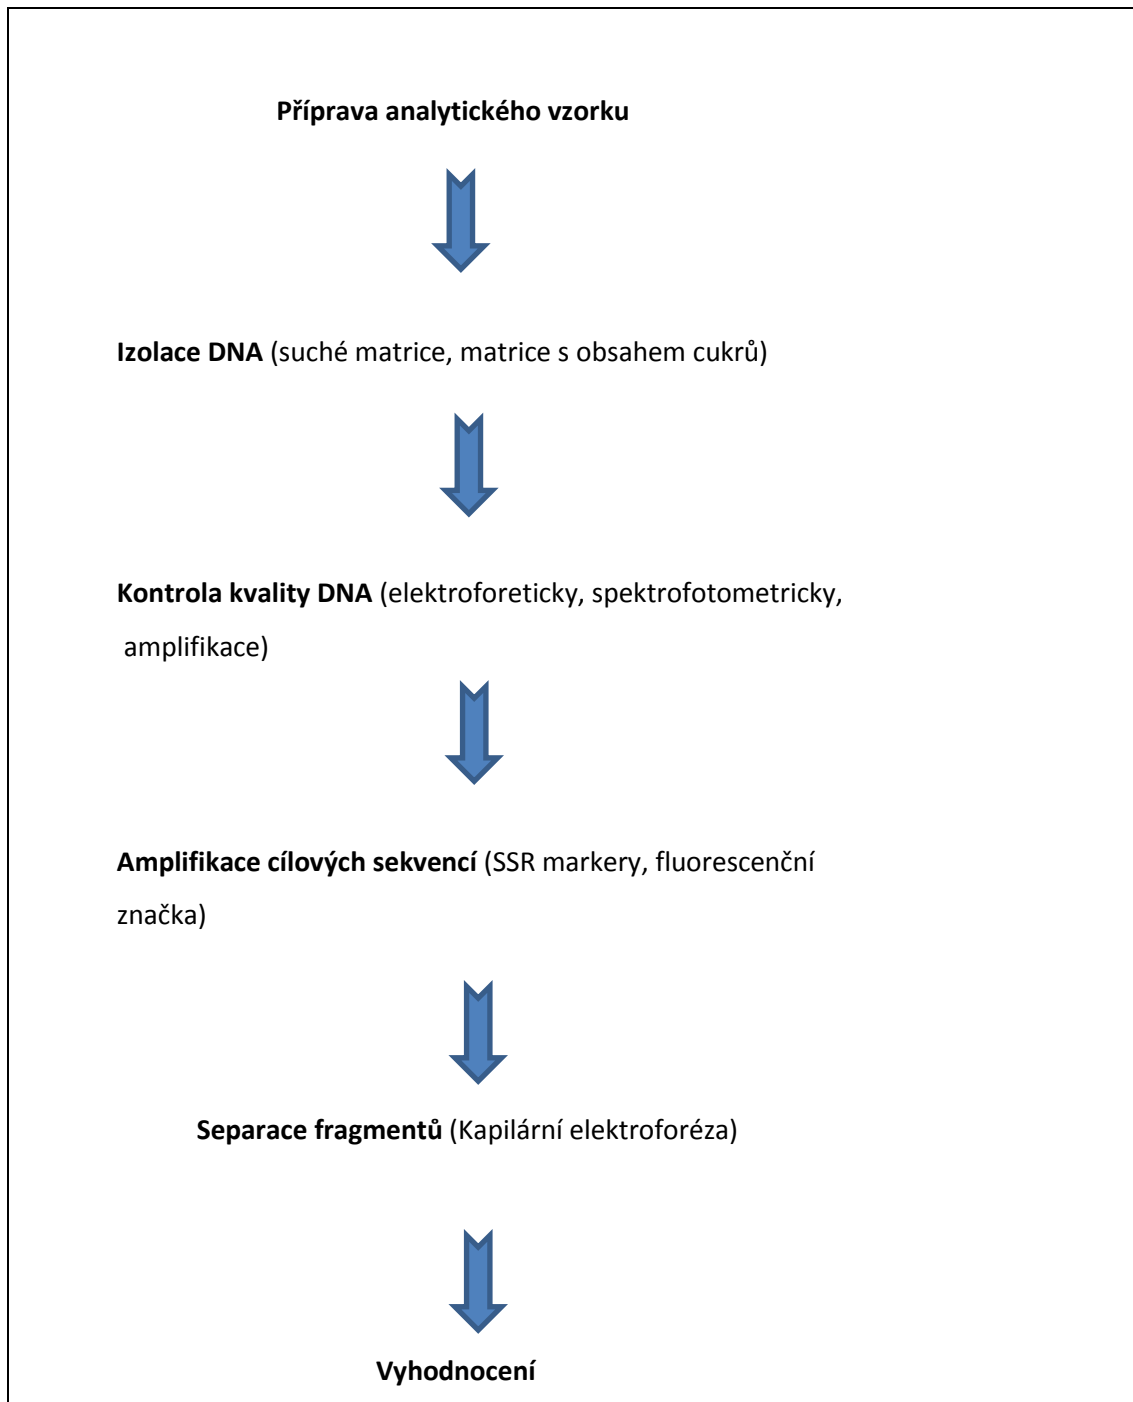 Příprava analytického vzorku
Izolace DNA (suché matrice, matrice s obsahem cukrů)
Kontrola kvality DNA (elektroforeticky, spektrofotometricky,
amplifikace)
Amplifikace cílových sekvencí (SSR markery, fluorescenční
značka)
Separace fragmentů (Kapilární elektroforéza)
Vyhodnocení